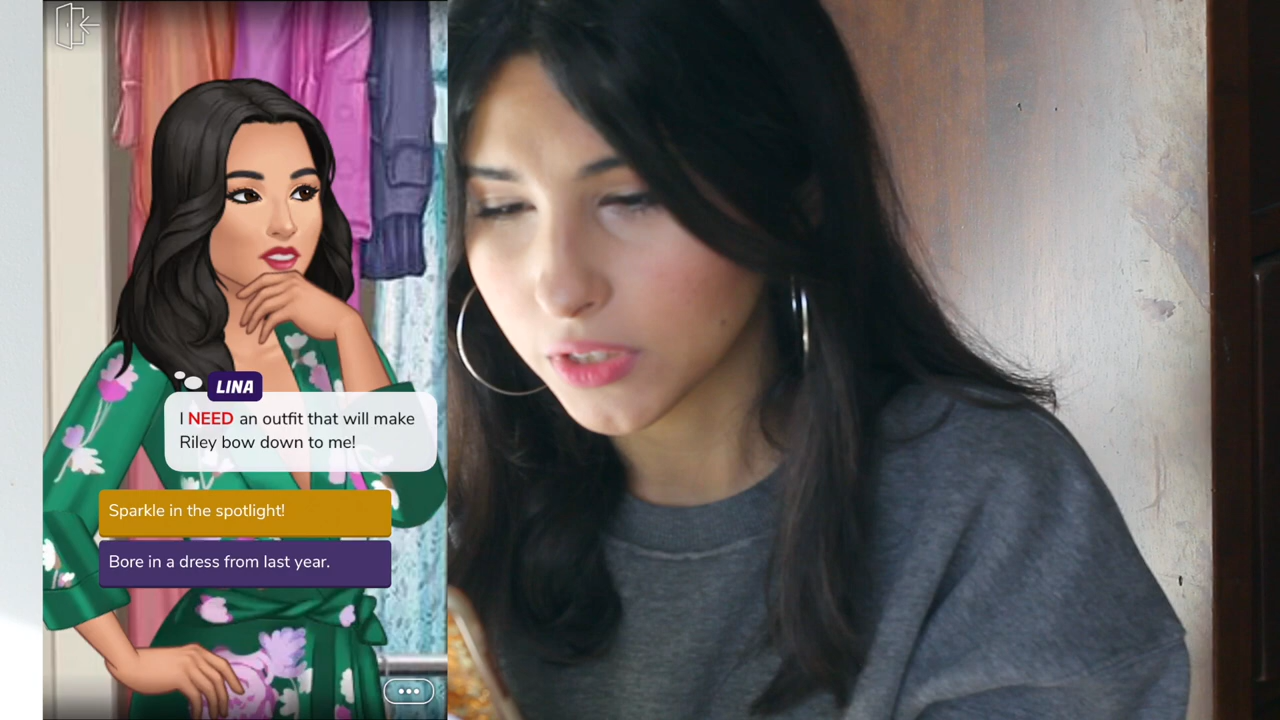 LINA
I NEED an outfit that will make
Riley bow down to me!
Sparkle in the spotlight!
Bore in a dress from last year.